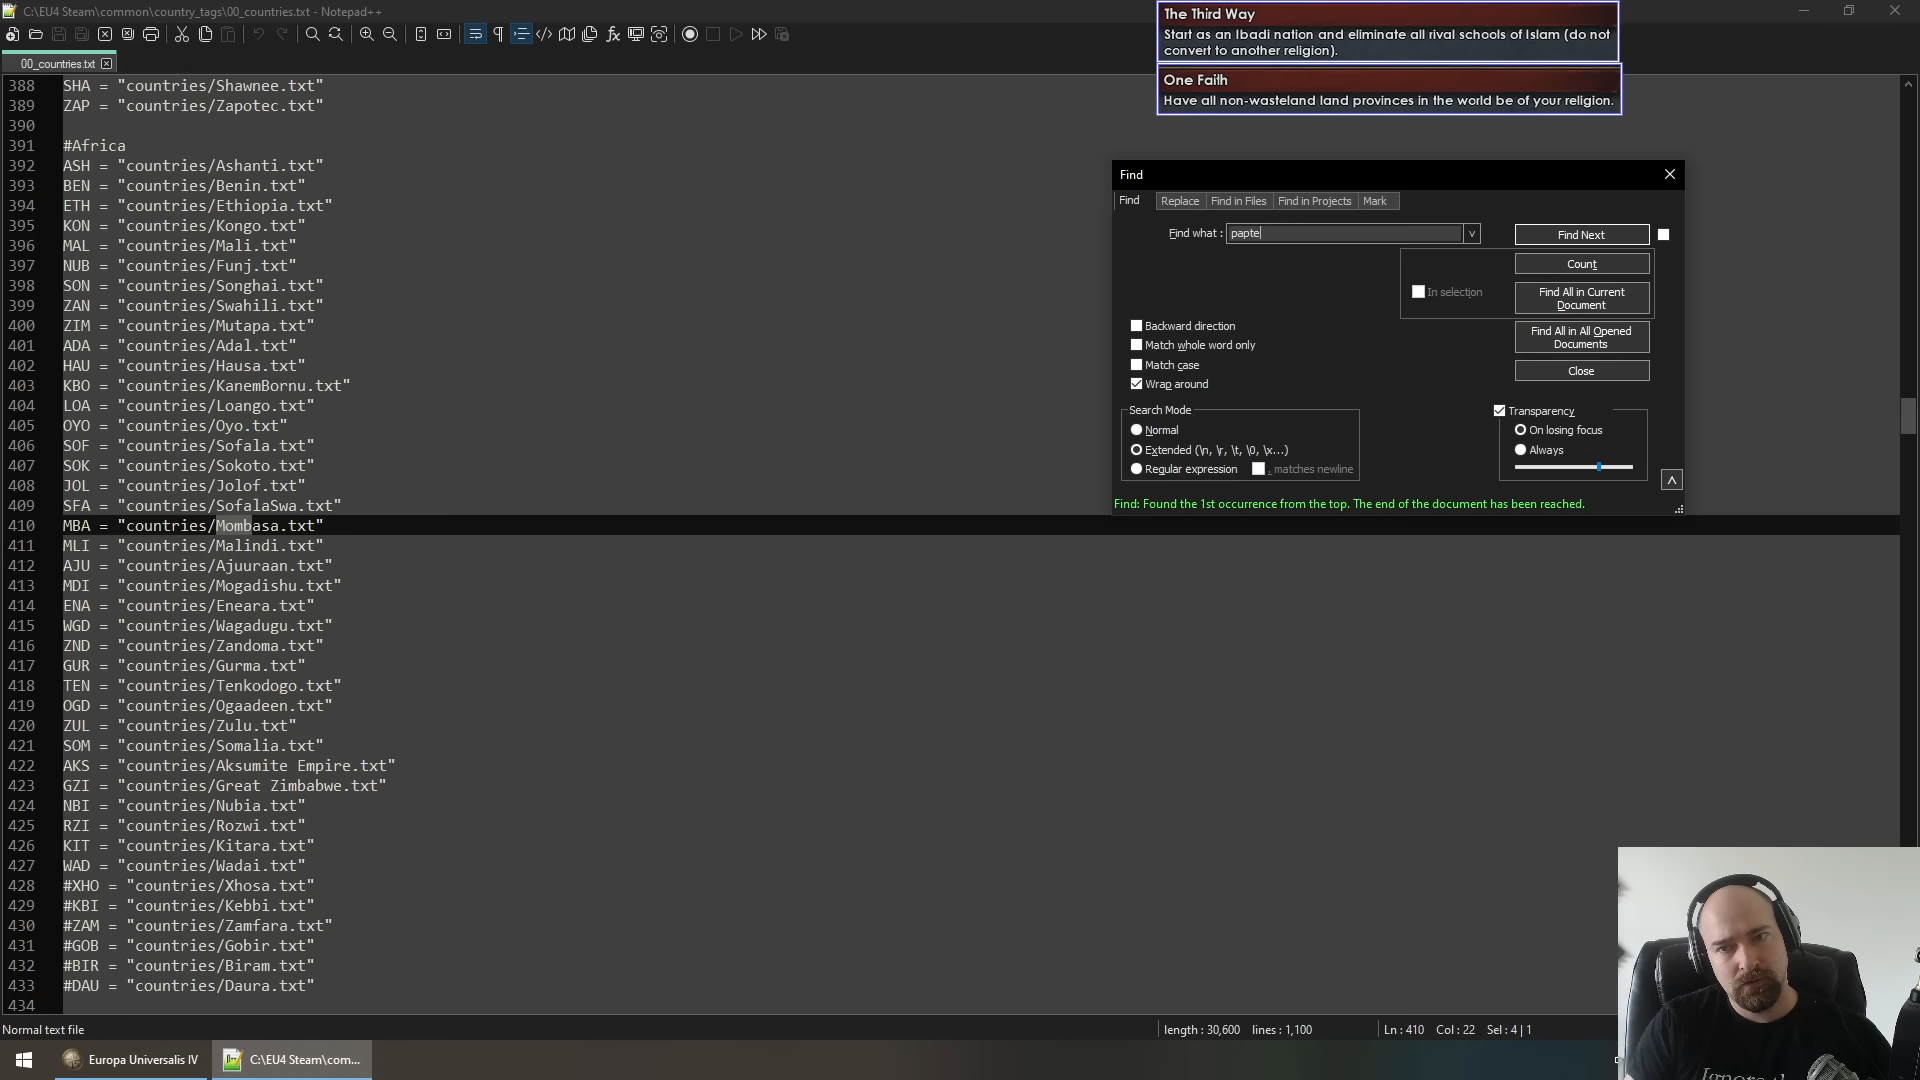 C:\EU4 Steam\common\country_tags\00_countries.txt - Notepad++
00_countries.txt
The Third Way
Start as an Ibadi nation and eliminate all rival schools of Islam (do not
convert to another religion).
One Faith
Have all non-wasteland land provinces in the world be of your religion.
388 SHA = "countries/Shawnee.txt"
389 ZAP = "countries/Zapotec.txt"
390
391 #Africa
392 ASH = "countries/Ashanti.txt"
393 BEN = "countries/Benin.txt"
394 ETH = "countries/Ethiopia.txt"
395 KON = "countries/Kongo.txt"
396 MAL = "countries/Mali.txt"
397 NUB = "countries/Funj.txt"
398 SON = "countries/Songhai.txt"
399 ZAN = "countries/Swahili.txt"
400 ZIM = "countries/Mutapa.txt"
401 ADA = "countries/Adal.txt"
402 HAU = "countries/Hausa.txt"
403 KBO = "countries/KanemBornu.txt"
404 LOA = "countries/Loango.txt"
405 OYO = "countries/Oyo.txt"
406 SOF = "countries/Sofala.txt"
407 SOK = "countries/Sokoto.txt"
408 JOL = "countries/Jolof.txt"
409 SFA = "countries/SofalaSwa.txt"
410 MBA = "countries/Mombasa.txt"
411 MLI = "countries/Malindi.txt"
412 AJU = "countries/Ajuuraan.txt"
413 MDI = "countries/Mogadishu.txt"
414 ENA = "countries/Eneara.txt"
415 WGD = "countries/Wagadugu.txt"
416 ZND = "countries/Zandoma.txt"
417 GUR = "countries/Gurma.txt"
418 TEN = "countries/Tenkodogo.txt"
419 OGD = "countries/Ogaadeen.txt"
420 ZUL = "countries/Zulu.txt"
421 SOM = "countries/Somalia.txt"
422 AKS = "countries/Aksumite Empire.txt"
423 GZI = "countries/Great Zimbabwe.txt"
424 NBI = "countries/Nubia.txt"
425 RZI = "countries/Rozwi.txt"
426 KIT = "countries/Kitara.txt"
427 WAD = "countries/Wadai.txt"
428 #XHO = "countries/Xhosa.txt"
429 #KBI = "countries/Kebbi.txt"
430 #ZAM = "countries/Zamfara.txt"
431 #GOB = "countries/Gobir.txt"
432 #BIR = "countries/Biram.txt"
433 #DAU = "countries/Daura.txt"
434
Find
Find Replace Find in Files Find in Projects Mark
Find what : papte
Find Next
Count
In selection
Find All in Current
Document
Find All in All Opened
Documents
Close
Backward direction
Match whole word only
Match case
Wrap around
Search Mode
Normal
Extended (\n, \r, \t, \0, \x...)
Regular expression
. matches newline
Transparency
On losing focus
Always
Find: Found the 1st occurrence from the top. The end of the document has been reached.
Normal text file
length : 30,600 lines : 1,100
Ln : 410 Col : 22 Sel : 4 | 1
Europa Universalis IV
C:\EU4 Steam\com...